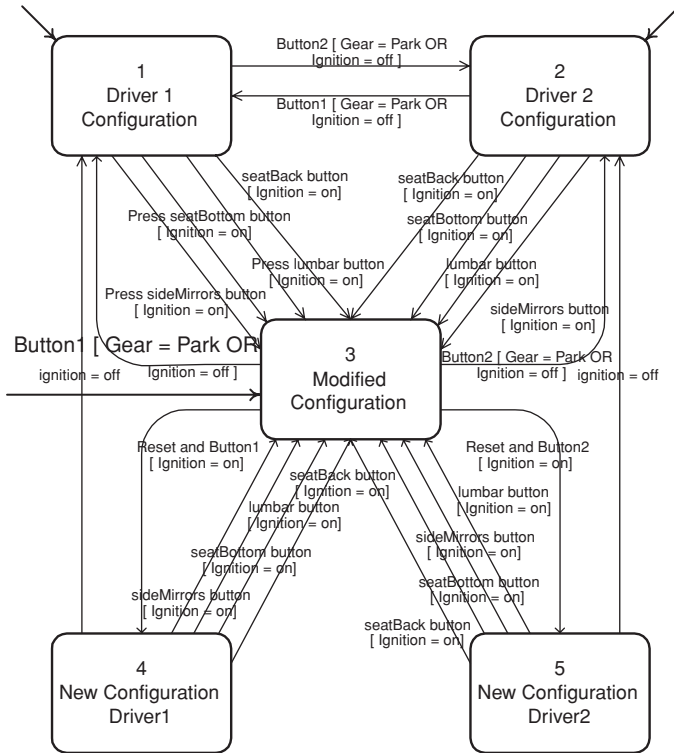 1
Driver 1
Configuration
Button2 [ Gear = Park OR
Ignition = off ]
Button1 [ Gear = Park OR
Ignition = off ]
2
Driver 2
Configuration
seatBack button
[ Ignition = on]
Press seatBottom button
[ Ignition = on]
Press lumbar button
[ Ignition = on]
Press sideMirrors button
[ Ignition = on]
seatBack button
[ Ignition = on]
seatBottom button
[ Ignition = on]
lumbar button
[ Ignition = on]
sideMirrors button
[ Ignition = on]
Button1 [ Gear = Park OR
Ignition = off ]
ignition = off
3
Modified
Configuration
Button2 [ Gear = Park OR
Ignition = off ]
ignition = off
Reset and Button1
[ Ignition = on]
seatBack button
[ Ignition = on]
lumbar button
[ Ignition = on]
seatBottom button
[ Ignition = on]
sideMirrors button
[ Ignition = on]
Reset and Button2
[ Ignition = on]
lumbar button
[ Ignition = on]
sideMirrors button
[ Ignition = on]
seatBottom button
[ Ignition = on]
seatBack button
[ Ignition = on]
4
New Configuration
Driver1
5
New Configuration
Driver2